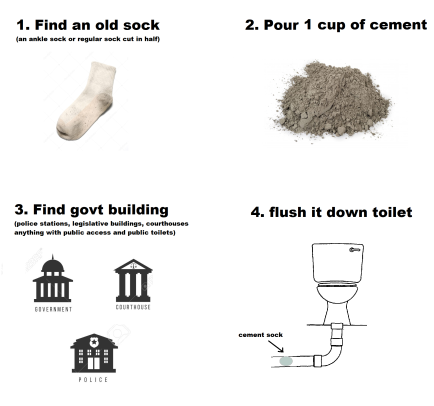 1. Find an old sock
(an ankle sock or regular sock cut in half)
2. Pour 1 cup of cement
3. Find govt building
(police stations, legislative buildings, courthouses
anything with public access and public toilets)
GOVERNMENT
COURTHOUSE
POLICE
4. flush it down toilet
cement sock